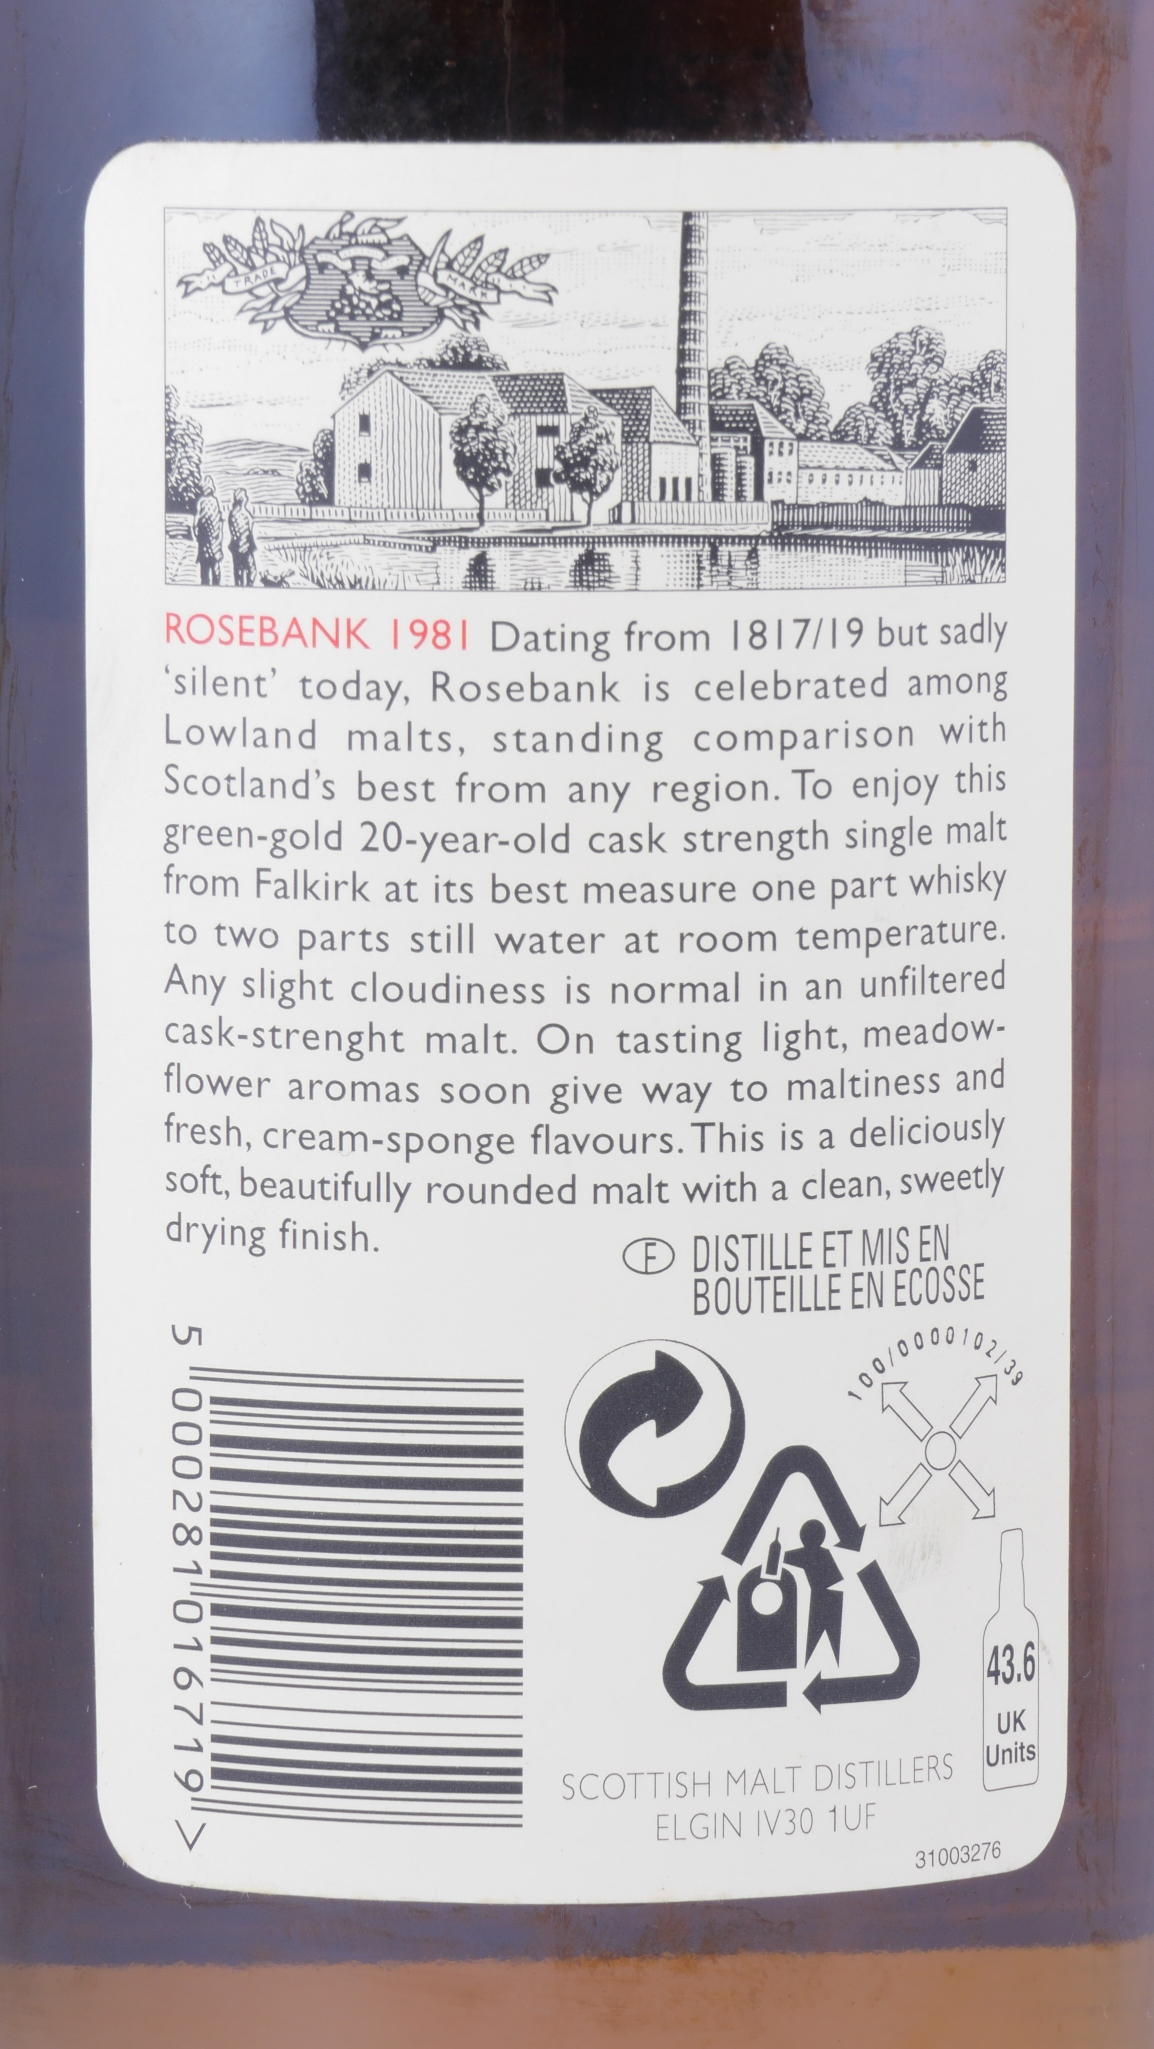 TRADE MARK
ROSEBANK 1981 Dating from 1817/19 but sadly
‘silent’ today, Rosebank is celebrated among
Lowland malts, standing comparison with
Scotland’s best from any region. To enjoy this
green-gold 20-year-old cask strength single malt
from Falkirk at its best measure one part whisky
to two parts still water at room temperature.
Any slight cloudiness is normal in an unfiltered
cask-strenght malt. On tasting light, meadow-
flower aromas soon give way to maltiness and
fresh, cream-sponge flavours. This is a deliciously
soft, beautifully rounded malt with a clean, sweetly
drying finish.
F DISTILLE ET MIS EN
BOUTEILLE EN ECOSSE
100/0000102/39
5 000281 016719 >
43.6
UK
Units
SCOTTISH MALT DISTILLERS
ELGIN IV30 1UF
31003276